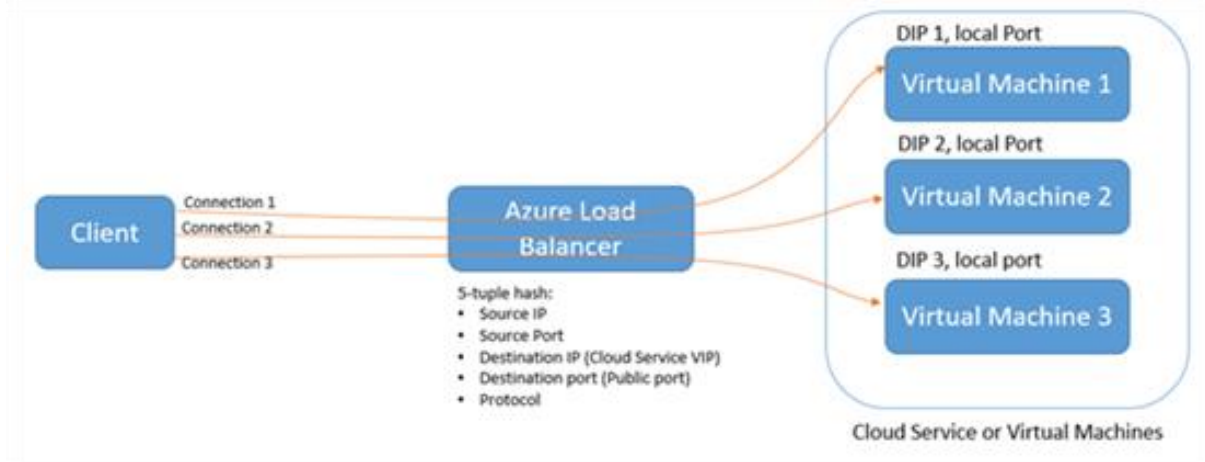 DIP 1, local Port
Virtual Machine 1
DIP 2, local Port
Virtual Machine 2
DIP 3, local port
Virtual Machine 3
Cloud Service or Virtual Machines
Client
Connection 1
Connection 2
Connection 3
Azure Load
Balancer
5-tuple hash:
• Source IP
• Source Port
• Destination IP (Cloud Service VIP)
• Destination port (Public port)
• Protocol